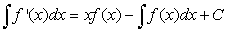 ∫f '(x)dx = xf(x) − ∫f(x)dx + C